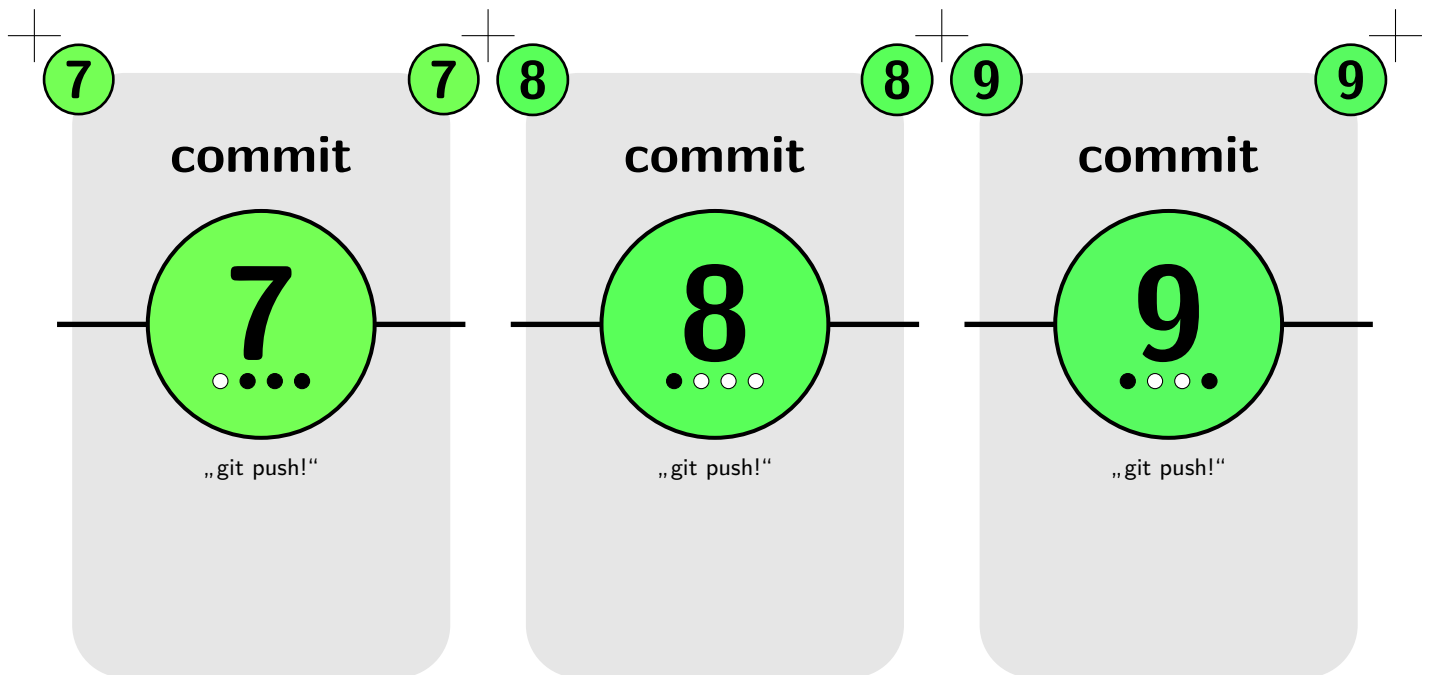 7 7 8 8 9 9
commit commit commit
7 8 9
„git push!“ „git push!“ „git push!“